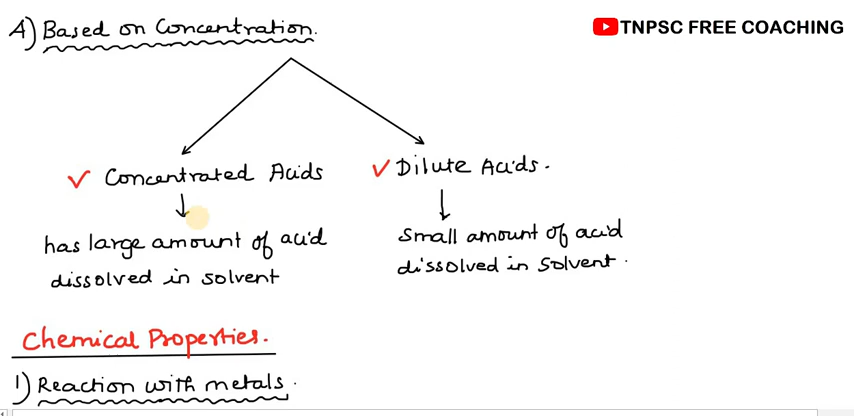 4) Based on Concentration.
TNPSC FREE COACHING
✓ Concentrated Acids
✓ Dilute Acids.
has large amount of acid
dissolved in solvent
small amount of acid
dissolved in solvent.
Chemical Properties.
1) Reaction with metals.